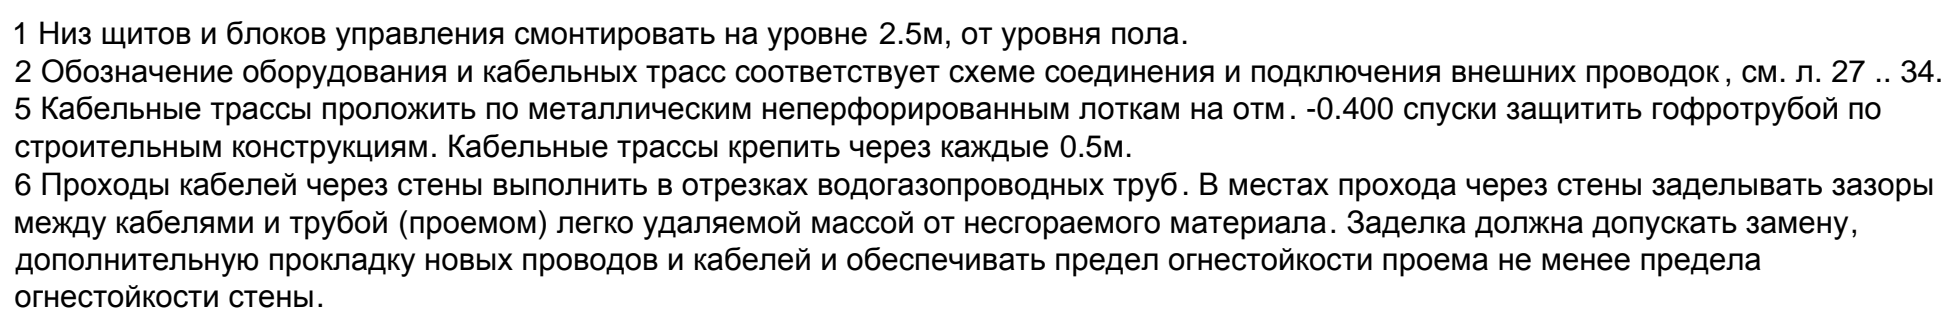 1 Низ щитов и блоков управления смонтировать на уровне 2.5м, от уровня пола.
2 Обозначение оборудования и кабельных трасс соответствует схеме соединения и подключения внешних проводок, см. л. 27 .. 34.
5 Кабельные трассы проложить по металлическим неперфорированным лоткам на отм. -0.400 спуски защитить гофротрубой по
строительным конструкциям. Кабельные трассы крепить через каждые 0.5м.
6 Проходы кабелей через стены выполнить в отрезках водогазопроводных труб. В местах прохода через стены заделывать зазоры
между кабелями и трубой (проемом) легко удаляемой массой от несгораемого материала. Заделка должна допускать замену,
дополнительную прокладку новых проводов и кабелей и обеспечивать предел огнестойкости проема не менее предела
огнестойкости стены.